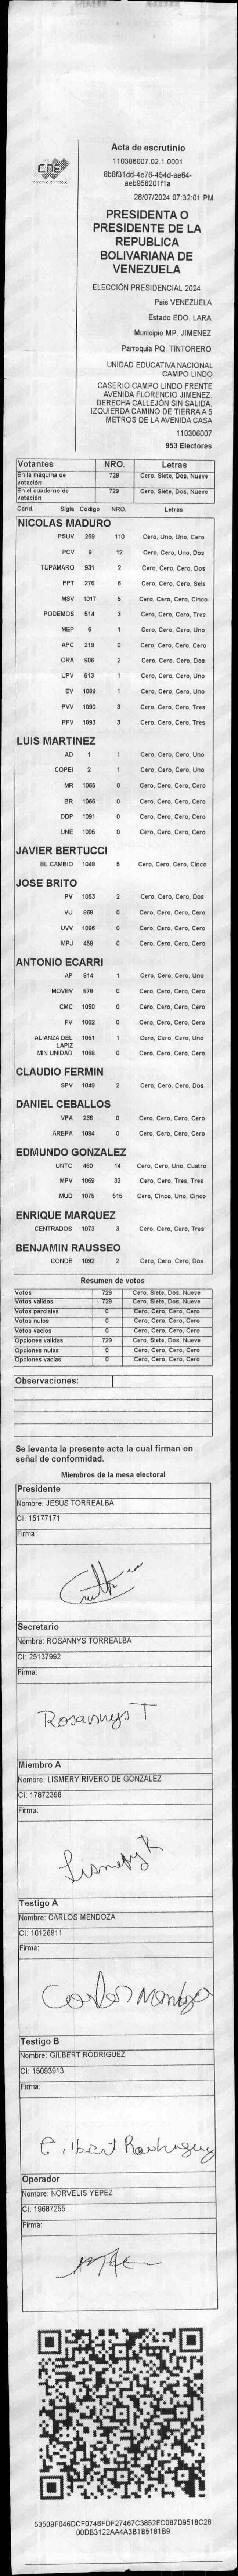 CNE
Acta de escrutinio
110306007.02.1.0001
8b8f31dd-4e76-454d-ae64-
aeb958201f1a
28/07/2024 07:32:01 PM
PRESIDENTA O
PRESIDENTE DE LA
REPUBLICA
BOLIVARIANA DE
VENEZUELA
ELECCIÓN PRESIDENCIAL 2024
Pais VENEZUELA
Estado EDO. LARA
Municipio MP. JIMENEZ
Parroquia PQ. TINTORERO
UNIDAD EDUCATIVA NACIONAL
CAMPO LINDO
CASERIO CAMPO LINDO FRENTE
AVENIDA FLORENCIO JIMENEZ.
DERECHA CALLEJÓN SIN SALIDA.
IZQUIERDA CAMINO DE TIERRA A 5
METROS DE LA AVENIDA CASA
110306007
953 Electores
Votantes NRO. Letras
En la máquina de votación 729 Cero, Siete, Dos, Nueve
En el cuaderno de votación 729 Cero, Siete, Dos, Nueve
Cand. Sigla Código NRO. Letras
NICOLAS MADURO
PSUV 269 110 Cero, Uno, Uno, Cero
PCV 9 12 Cero, Cero, Uno, Dos
TUPAMARO 931 2 Cero, Cero, Cero, Dos
PPT 276 6 Cero, Cero, Cero, Seis
MSV 1017 5 Cero, Cero, Cero, Cinco
PODEMOS 514 3 Cero, Cero, Cero, Tres
MEP 6 1 Cero, Cero, Cero, Uno
APC 219 0 Cero, Cero, Cero, Cero
ORA 906 2 Cero, Cero, Cero, Dos
UPV 513 1 Cero, Cero, Cero, Uno
EV 1089 1 Cero, Cero, Cero, Uno
PVV 1090 3 Cero, Cero, Cero, Tres
PFV 1093 3 Cero, Cero, Cero, Tres
LUIS MARTINEZ
AD 1 1 Cero, Cero, Cero, Uno
COPEI 2 1 Cero, Cero, Cero, Uno
MR 1065 0 Cero, Cero, Cero, Cero
BR 1066 0 Cero, Cero, Cero, Cero
DDP 1091 0 Cero, Cero, Cero, Cero
UNE 1095 0 Cero, Cero, Cero, Cero
JAVIER BERTUCCI
EL CAMBIO 1048 5 Cero, Cero, Cero, Cinco
JOSE BRITO
PV 1053 2 Cero, Cero, Cero, Dos
VU 868 0 Cero, Cero, Cero, Cero
UVV 1096 0 Cero, Cero, Cero, Cero
MPJ 459 0 Cero, Cero, Cero, Cero
ANTONIO ECARRI
AP 914 1 Cero, Cero, Cero, Uno
MOVEV 878 0 Cero, Cero, Cero, Cero
CMC 1050 0 Cero, Cero, Cero, Cero
FV 1062 0 Cero, Cero, Cero, Cero
ALIANZA DEL LAPIZ 1051 1 Cero, Cero, Cero, Uno
MIN UNIDAD 1068 0 Cero, Cero, Cero, Cero
CLAUDIO FERMIN
SPV 1049 2 Cero, Cero, Cero, Dos
DANIEL CEBALLOS
VPA 236 0 Cero, Cero, Cero, Cero
AREPA 1094 0 Cero, Cero, Cero, Cero
EDMUNDO GONZALEZ
UNTC 460 14 Cero, Cero, Uno, Cuatro
MPV 1069 33 Cero, Cero, Tres, Tres
MUD 1075 515 Cero, Cinco, Uno, Cinco
ENRIQUE MARQUEZ
CENTRADOS 1073 3 Cero, Cero, Cero, Tres
BENJAMIN RAUSSEO
CONDE 1092 2 Cero, Cero, Cero, Dos
Resumen de votos
Votos 729 Cero, Siete, Dos, Nueve
Votos validos 729 Cero, Siete, Dos, Nueve
Votos parciales 0 Cero, Cero, Cero, Cero
Votos nulos 0 Cero, Cero, Cero, Cero
Votos vacios 0 Cero, Cero, Cero, Cero
Opciones validas 729 Cero, Siete, Dos, Nueve
Opciones nulas 0 Cero, Cero, Cero, Cero
Opciones vacias 0 Cero, Cero, Cero, Cero
Observaciones:
Se levanta la presente acta la cual firman en
señal de conformidad.
Miembros de la mesa electoral
Presidente
Nombre: JESUS TORREALBA
CI: 15177171
Firma:
Secretario
Nombre: ROSANNYS TORREALBA
CI: 25137992
Firma:
Rosannys T
Miembro A
Nombre: LISMERY RIVERO DE GONZALEZ
CI: 17872398
Firma:
Lismery R
Testigo A
Nombre: CARLOS MENDOZA
CI: 10126911
Firma:
Carlos Mendoza
Testigo B
Nombre: GILBERT RODRIGUEZ
CI: 15093913
Firma:
Gilbert Rodriguez
Operador
Nombre: NORVELIS YEPEZ
CI: 19687255
Firma:
53509F046DCF0746FDF27467C3852FC087D9518C28
00DB3122AA4A3B1B5181B9